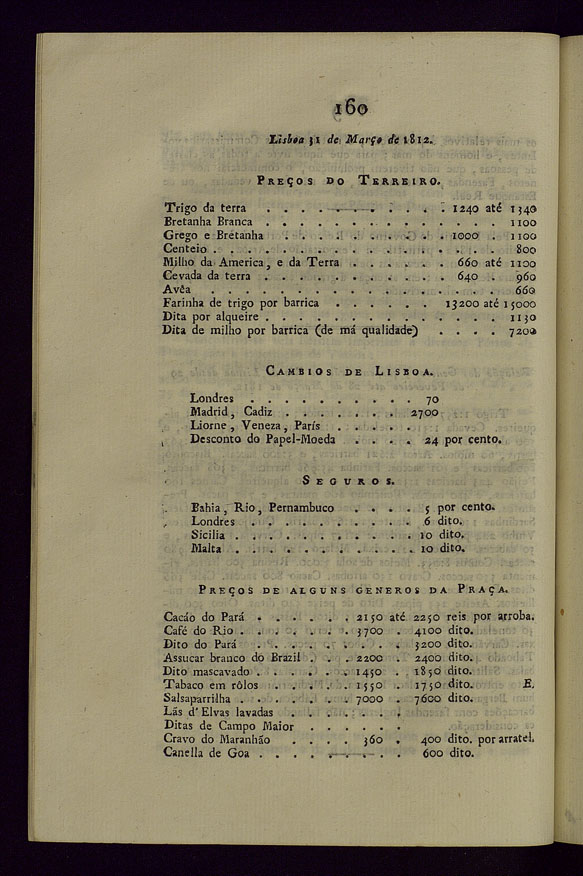 160
Lisboa 31 de Março de 1812.
PREÇOS DO TERREIRO.
Trigo da terra . . . . . . . . . . 1240 até 1340
Bretanha Branca . . . . . . . . . . . . . 1100
Grego e Bretanha . . . . . . . . . 1000 . 1100
Centeio . . . . . . . . . . . . . . . 800
Milho da America, e da Terra . . . . . . 660 até 1100
Cevada da terra . . . . . . . . . . 640 . 960
Avêa . . . . . . . . . . . . . . . 660
Farinha de trigo por barrica . . . . . . 13200 até 15000
Dita por alqueire . . . . . . . . . . . . . 1130
Dita de milho por barrica (de má qualidade) . . . . 7200
CAMBIOS DE LISBOA.
Londres . . . . . . . . . . 70
Madrid, Cadiz . . . . . . . 2700
Liorne, Veneza, París . . . . .
Desconto do Papel-Moeda . . . . 24 por cento.
SEGUROS.
Bahia, Rio, Pernambuco . . . . 5 por cento.
Londres . . . . . . . . . . 6 dito.
Sicilia . . . . . . . . . . . 10 dito.
Malta . . . . . . . . . . . 10 dito.
PREÇOS DE ALGUNS GENEROS DA PRAÇA.
Cacáo do Pará . . . . . . 2150 até 2250 reis por arroba.
Café do Rio . . . . . . . 3700 . 4100 dito.
Dito do Pará . . . . . . . . 3200 dito.
Assucar branco do Brazil . . . 2200 2400 dito.
Dito mascavado . . . . . . 1450 . 1850 dito.
Tabaco em rôlos . . . . . 1550 . 1750 dito. E.
Salsaparrilha . . . . . . . 7000 . 7600 dito.
Lãs d'Elvas lavadas . . . . . .
Ditas de Campo Maior . . . . . .
Cravo do Maranhão . . . . 360 . 400 dito. por arratel.
Canella de Goa . . . . . . . . . 600 dito.